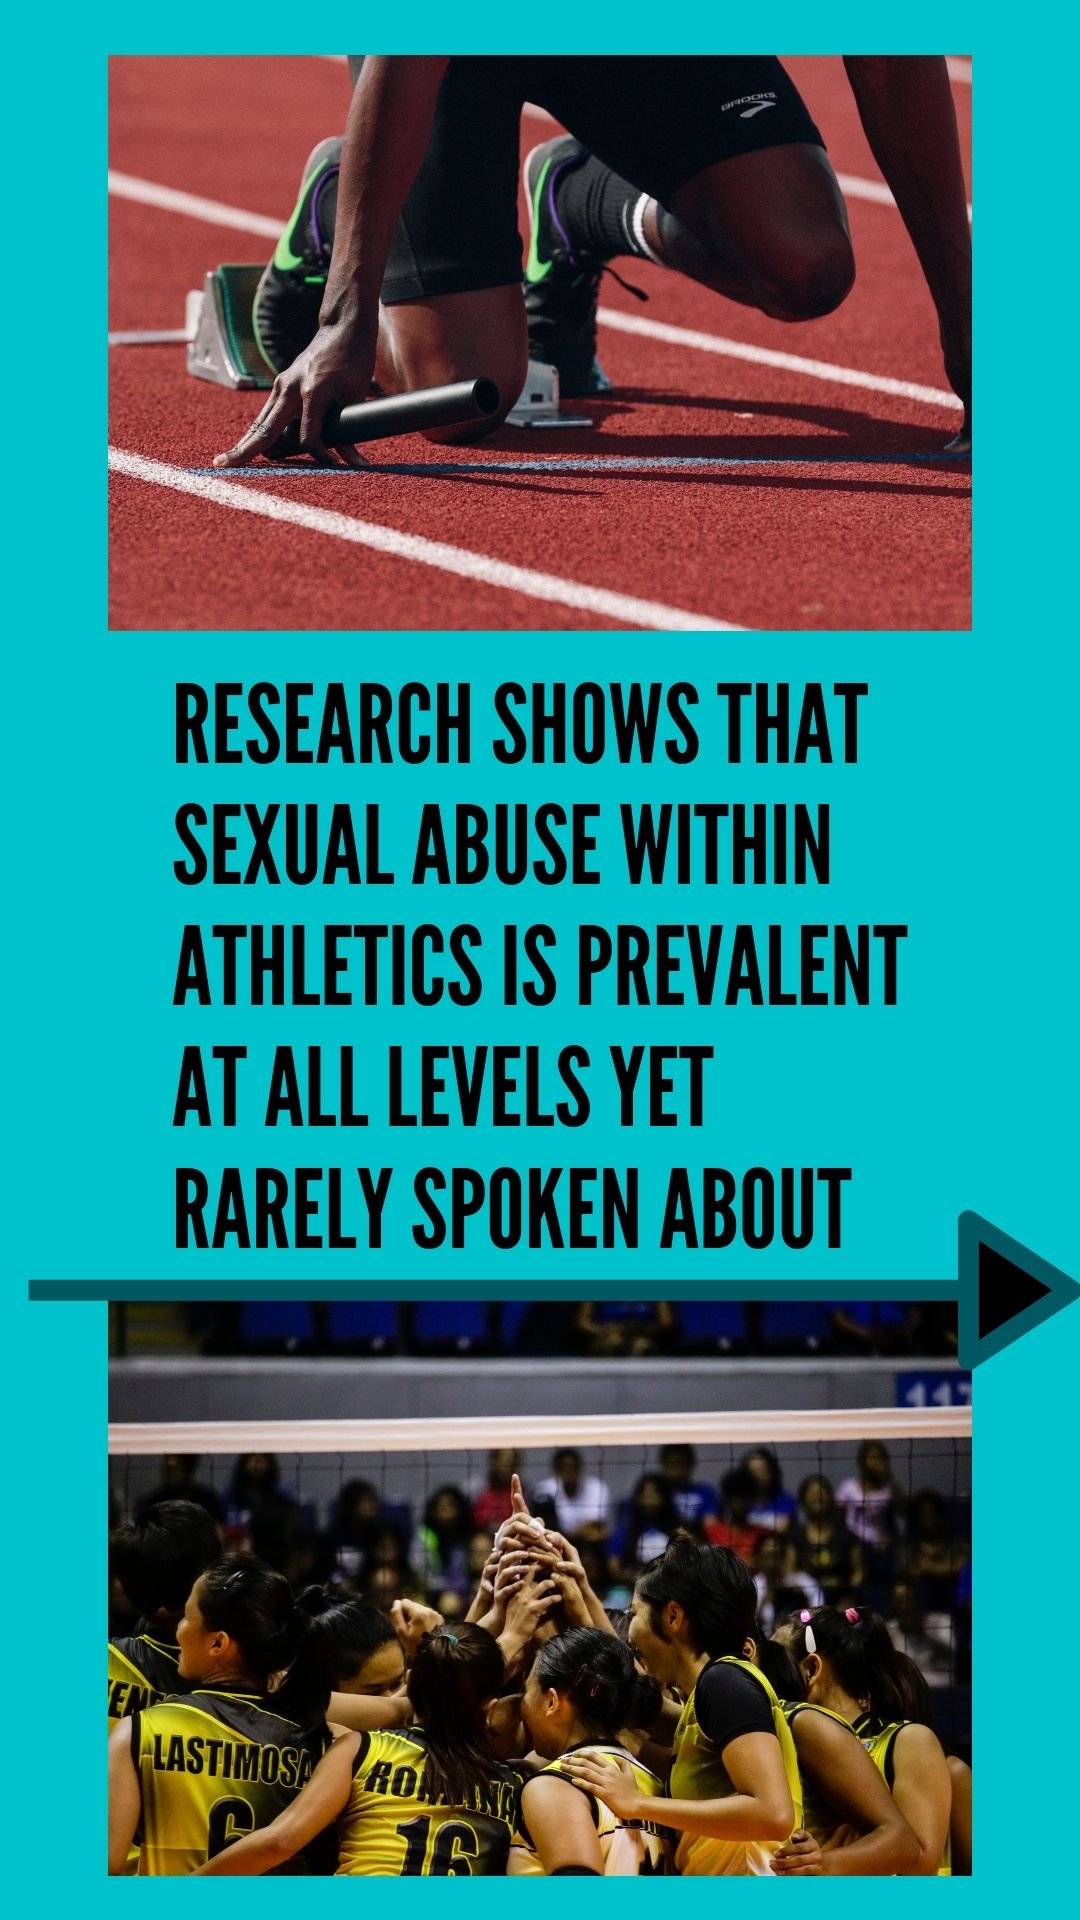 BROOKS
RESEARCH SHOWS THAT
SEXUAL ABUSE WITHIN
ATHLETICS IS PREVALENT
AT ALL LEVELS YET
RARELY SPOKEN ABOUT
117
LASTIMOSA
6
16